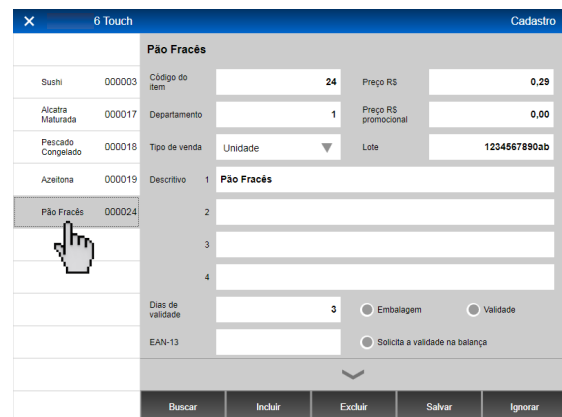 ✕ 6 Touch Cadastro
Pão Fracês
Sushi 000003
Alcatra
Maturada 000017
Pescado
Congelado 000018
Azeitona 000019
Pão Fracês 000024
Código do
item 24 Preço R$ 0,29
Departamento 1 Preço R$
promocional 0,00
Tipo de venda Unidade Lote 1234567890ab
Descritivo 1 Pão Fracês
2
3
4
Dias de
validade 3 Embalagem Validade
EAN-13 Solicita a validade na balança
Buscar Incluir Excluir Salvar Ignorar